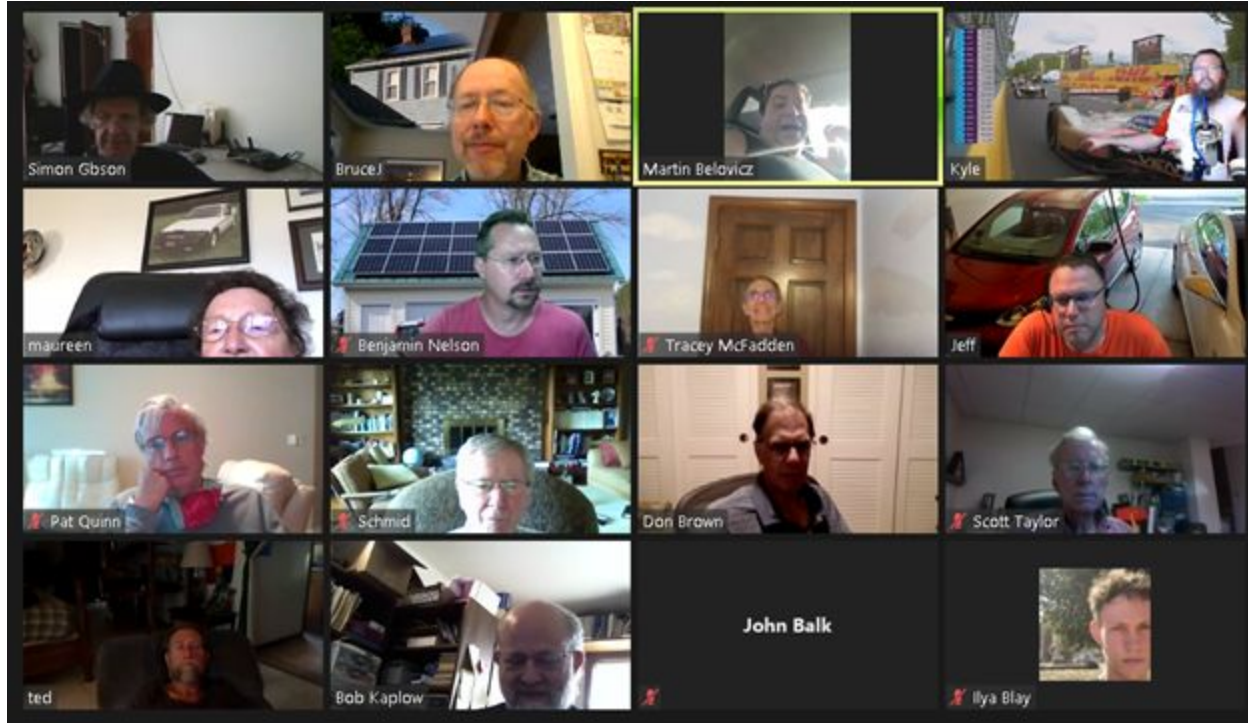 Simon Gbson
BruceJ
Martin Belovicz
Kyle
maureen
Benjamin Nelson
Tracey McFadden
Jeff
Pat Quinn
Schmid
Don Brown
Scott Taylor
ted
Bob Kaplow
John Balk
Ilya Blay